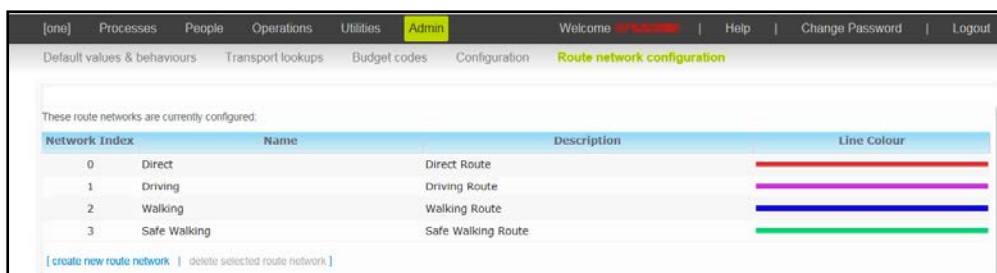 [one] Processes People Operations Utilities Admin Welcome | Help | Change Password | Logout
Default values & behaviours Transport lookups Budget codes Configuration Route network configuration
These route networks are currently configured:
Network Index Name Description Line Colour
0 Direct Direct Route
1 Driving Driving Route
2 Walking Walking Route
3 Safe Walking Safe Walking Route
[ create new route network | delete selected route network ]